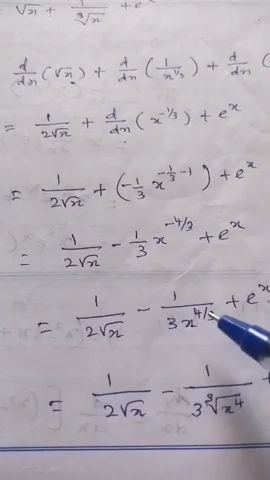 √x + 1/∛x + e
d/dx (√x) + d/dx (1/x^1/3) + d/dx (
= 1/2√x + d/dx (x^-1/3) + e^x
= 1/2√x + (-1/3 x^(-1/3 -1)) + e^x
= 1/2√x - 1/3 x^-4/3 + e^x
= 1/2√x - 1/3x^4/3 + e^x
= 1/2√x - 1/3∛x^4 +